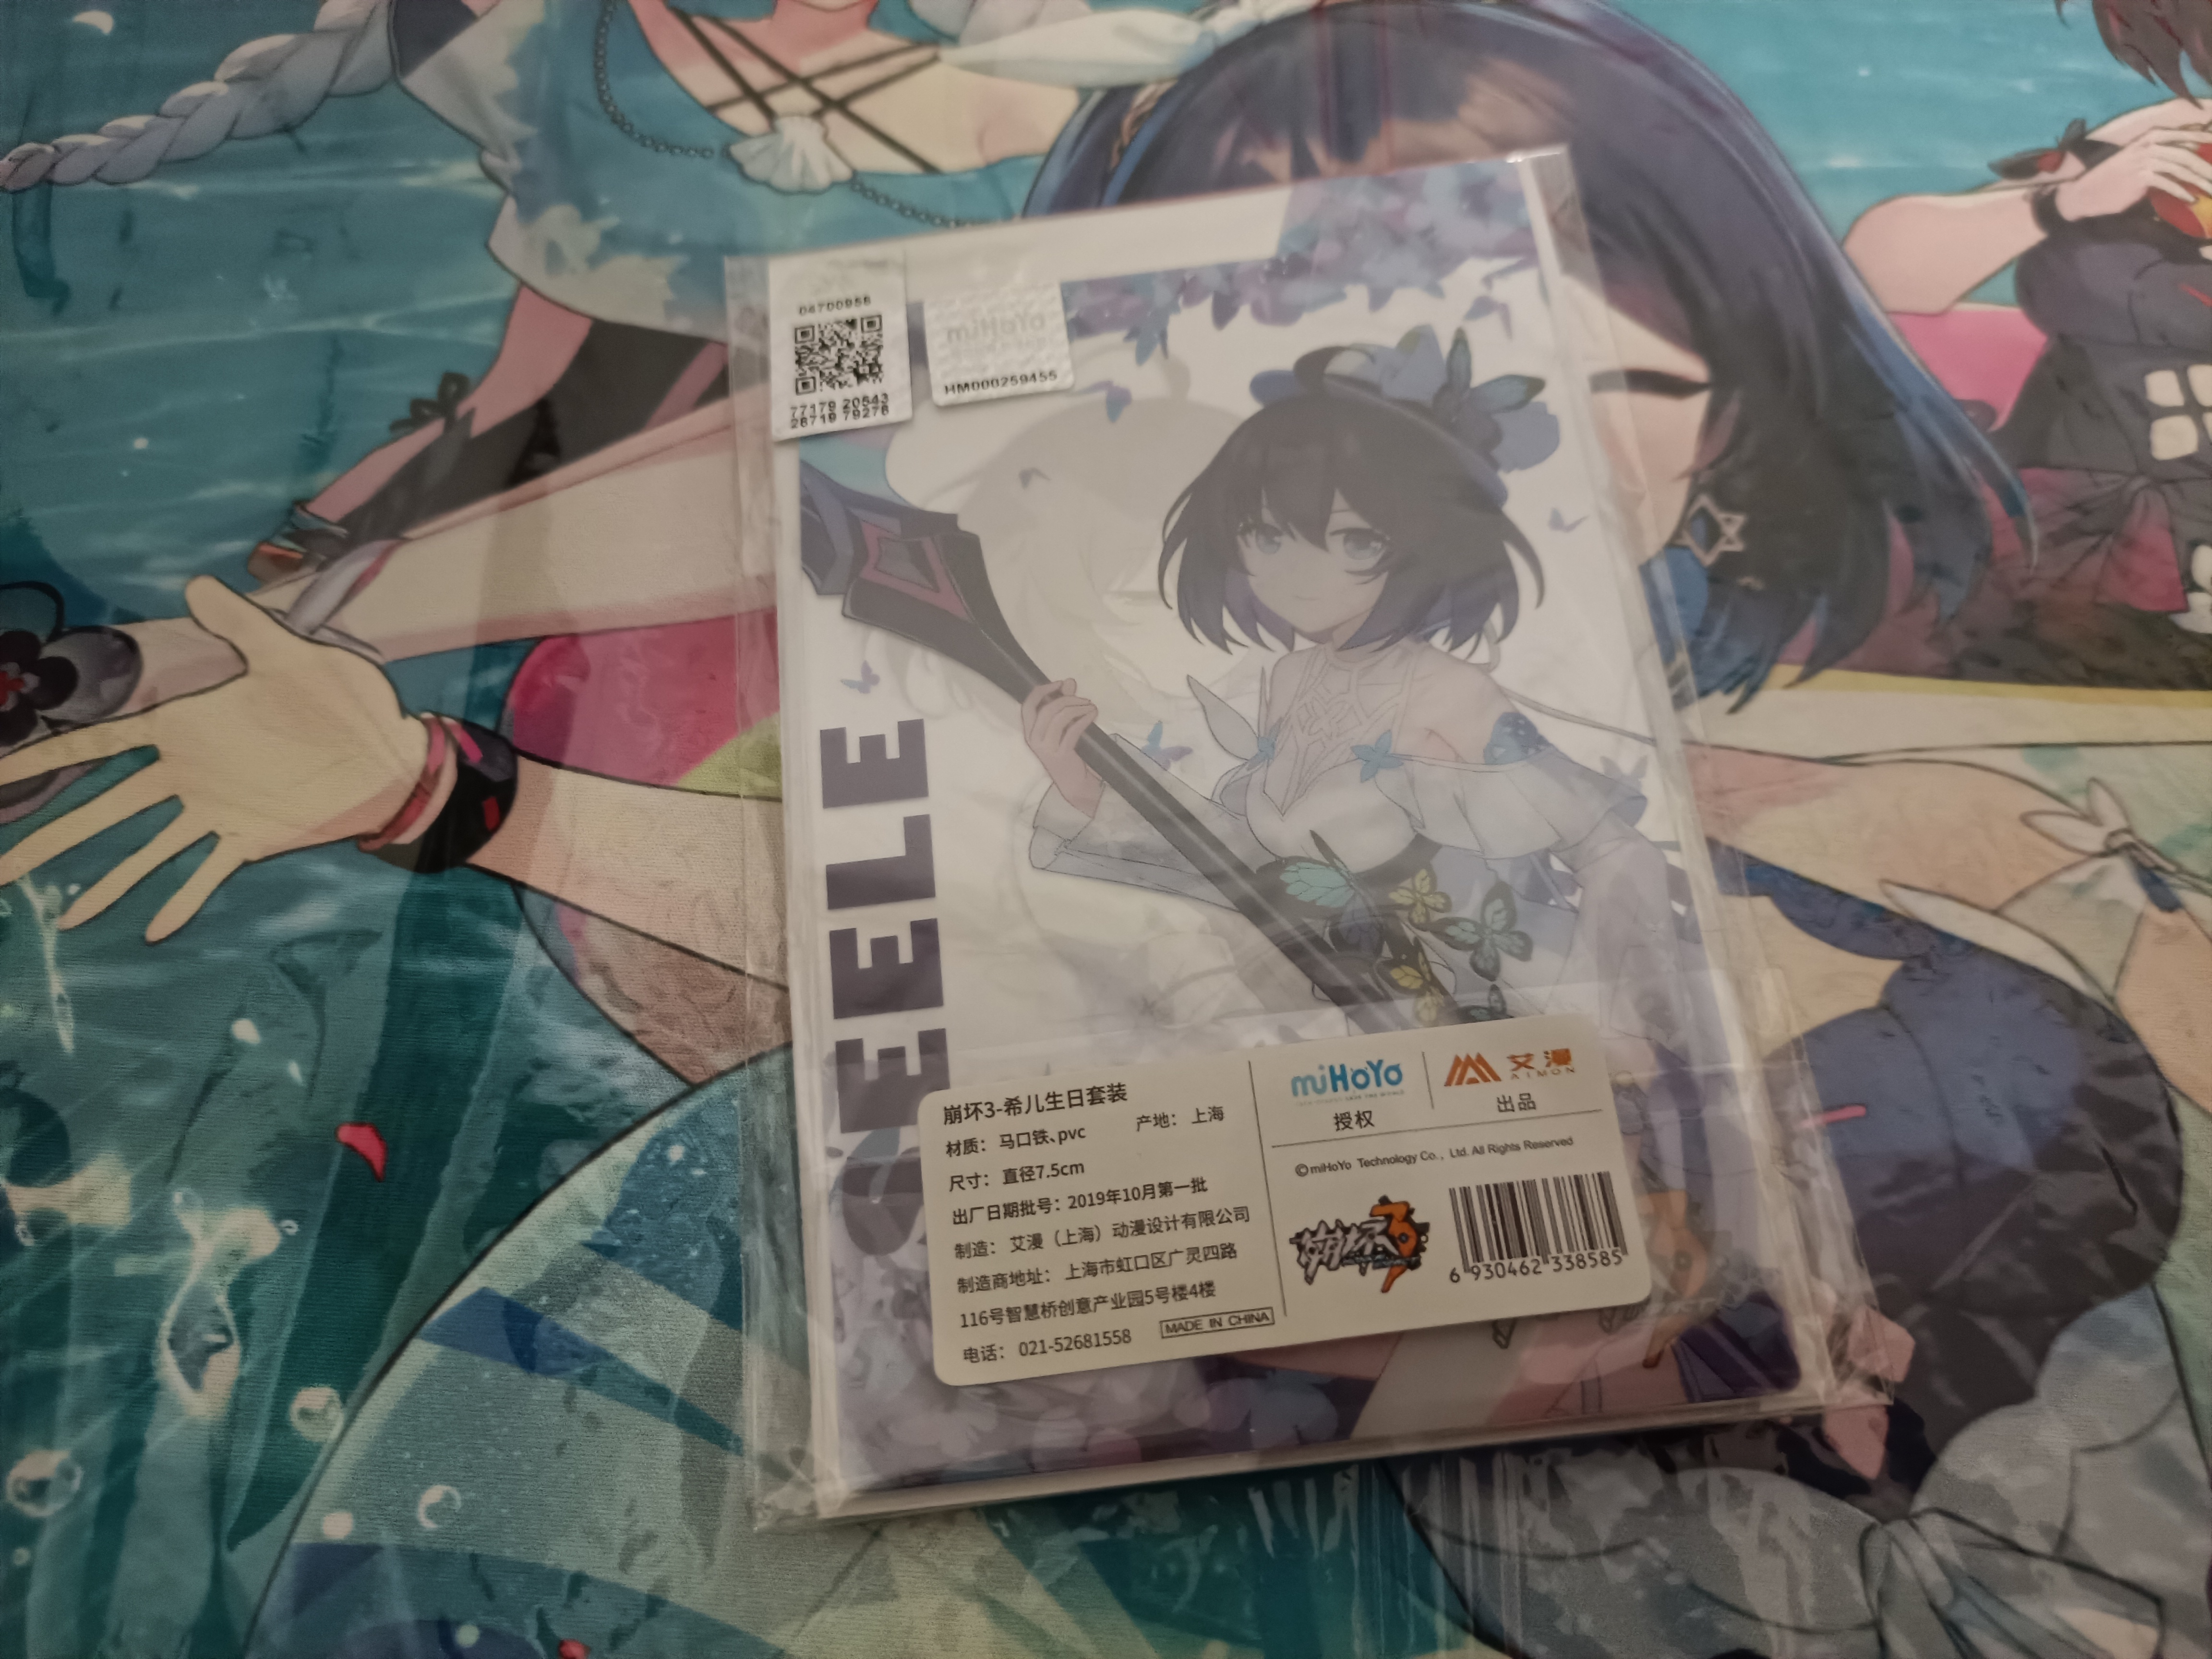 04700956
77179 20543
28719 79278
miHoYo
HM000259455
SEELE
崩坏3-希儿生日套装
材质： 马口铁、pvc 产地： 上海
尺寸： 直径7.5cm
出厂日期批号：2019年10月第一批
制造： 艾漫（上海）动漫设计有限公司
制造商地址： 上海市虹口区广灵四路
116号智慧桥创意产业园5号楼4楼
电话： 021-52681558 MADE IN CHINA
miHoYo
授权
艾漫
AIMON
出品
©miHoYo Technology Co., Ltd. All Rights Reserved
崩坏3
6 930462 338585